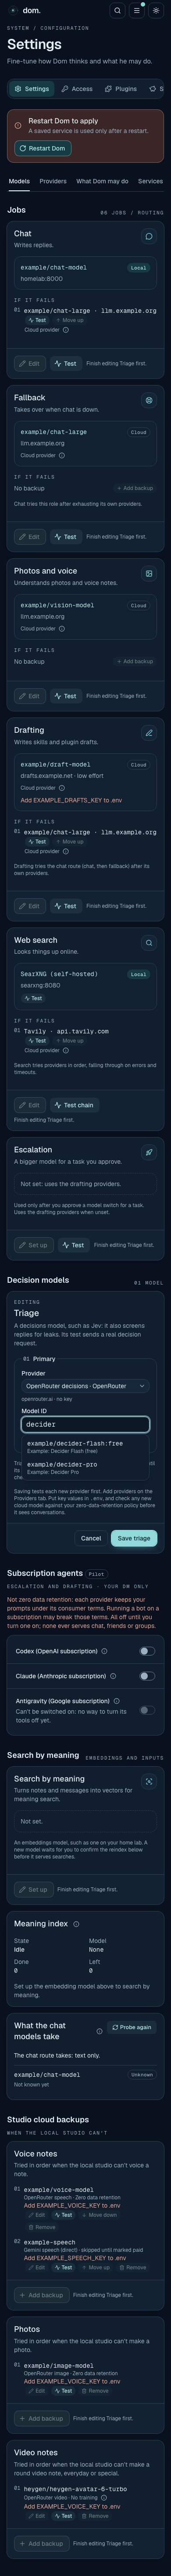 dom.
SYSTEM / CONFIGURATION
Settings
Fine-tune how Dom thinks and what he may do.
Settings
Access
Plugins
S
Restart Dom to apply
A saved service is used only after a restart.
Restart Dom
Models
Providers
What Dom may do
Services
Jobs
06 JOBS / ROUTING
Chat
Writes replies.
example/chat-model
Local
homelab:8000
IF IT FAILS
01 example/chat-large · llm.example.org
Test
Move up
Cloud provider
Edit
Test
Finish editing Triage first.
Fallback
Takes over when chat is down.
example/chat-large
Cloud
llm.example.org
Cloud provider
IF IT FAILS
No backup
Add backup
Chat tries this role after exhausting its own providers.
Edit
Test
Finish editing Triage first.
Photos and voice
Understands photos and voice notes.
example/vision-model
Cloud
llm.example.org
Cloud provider
IF IT FAILS
No backup
Add backup
Edit
Test
Finish editing Triage first.
Drafting
Writes skills and plugin drafts.
example/draft-model
Cloud
drafts.example.net · low effort
Cloud provider
Add EXAMPLE_DRAFTS_KEY to .env
IF IT FAILS
01 example/chat-large · llm.example.org
Test
Move up
Cloud provider
Drafting tries the chat route (chat, then fallback) after its
own providers.
Edit
Test
Finish editing Triage first.
Web search
Looks things up online.
SearXNG (self-hosted)
Local
searxng:8080
Test
IF IT FAILS
01 Tavily · api.tavily.com
Test
Move up
Cloud provider
Search tries providers in order, falling through on errors and
timeouts.
Edit
Test chain
Finish editing Triage first.
Escalation
A bigger model for a task you approve.
Not set: uses the drafting providers.
Used only after you approve a model switch for a task.
Uses the drafting providers when unset.
Set up
Test
Finish editing Triage first.
Decision models
01 MODEL
EDITING
Triage
A decisions model, such as Jev: it also screens
replies for leaks. Its test sends a real decision
request.
01 Primary
Provider
OpenRouter decisions · OpenRouter
openrouter.ai · no key
Model ID
decider
example/decider-flash:free
Example: Decider Flash (free)
example/decider-pro
Example: Decider Pro
Saving tests each new provider first. Add providers on the
Providers tab. Put key values in .env, and check any new
cloud model against your zero-data-retention policy before
it sees conversations.
Cancel
Save triage
Subscription agents
Pilot
ESCALATION AND DRAFTING · YOUR DM ONLY
Not zero data retention: each provider keeps your
prompts under its consumer terms. Running a bot on a
subscription may break those terms. All off until you
turn one on; none ever serves chat, friends or groups.
Codex (OpenAI subscription)
Claude (Anthropic subscription)
Antigravity (Google subscription)
Can't be switched on: no way to turn its
tools off yet.
Search by meaning
EMBEDDINGS AND INPUTS
Search by meaning
Turns notes and messages into vectors for
meaning search.
Not set.
An embeddings model, such as one on your home lab. A
new model waits for you to confirm the reindex below
before it serves searches.
Set up
Finish editing Triage first.
Meaning index
State
Model
Idle
None
Done
Left
0
0
Set up the embedding model above to search by
meaning.
What the chat
models take
Probe again
The chat route takes: text only.
example/chat-model
Unknown
Not known yet
Studio cloud backups
WHEN THE LOCAL STUDIO CAN'T
Voice notes
Tried in order when the local studio can't voice a
note.
01 example/voice-model
OpenRouter speech · Zero data retention
Add EXAMPLE_VOICE_KEY to .env
Edit
Test
Move down
Remove
02 example-speech
Gemini speech (direct) · skipped until marked paid
Add EXAMPLE_SPEECH_KEY to .env
Edit
Test
Move up
Remove
Add backup
Finish editing Triage first.
Photos
Tried in order when the local studio can't make a
photo.
01 example/image-model
OpenRouter image · Zero data retention
Add EXAMPLE_VOICE_KEY to .env
Edit
Test
Remove
Add backup
Finish editing Triage first.
Video notes
Tried in order when the local studio can't make a
round video note, everyday or special.
01 heygen/heygen-avatar-6-turbo
OpenRouter video · No training
Add EXAMPLE_VOICE_KEY to .env
Edit
Test
Remove
Add backup
Finish editing Triage first.